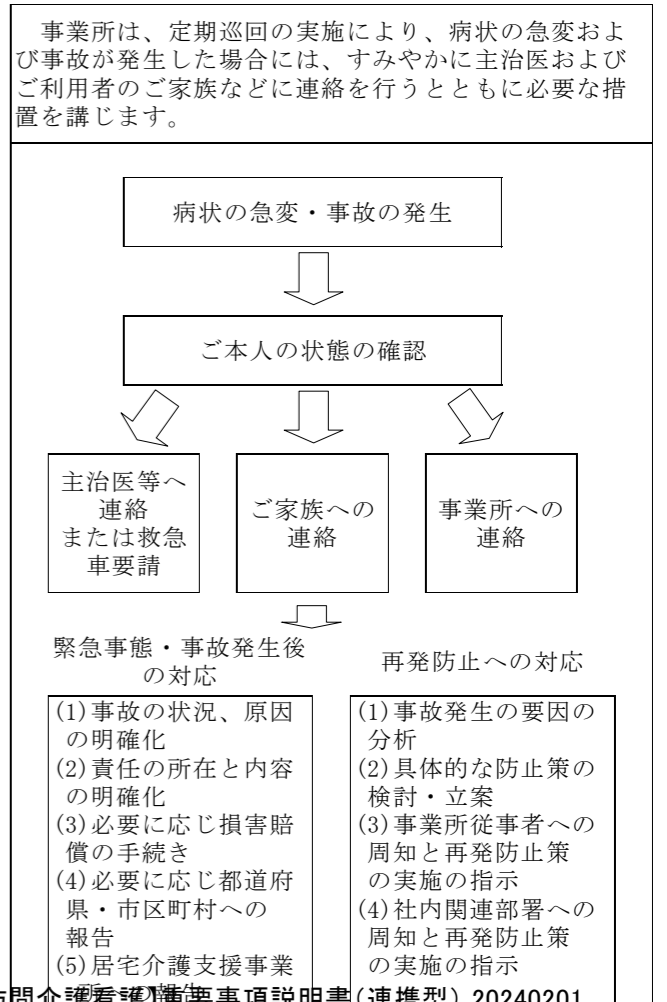 事業所は、定期巡回の実施により、病状の急変およ
び事故が発生した場合には、すみやかに主治医および
ご利用者のご家族などに連絡を行うとともに必要な措
置を講じます。
病状の急変・事故の発生
ご本人の状態の確認
主治医等へ
連絡
または救急
車要請
ご家族への
連絡
事業所への
連絡
緊急事態・事故発生後
の対応
(1)事故の状況、原因
の明確化
(2)責任の所在と内容
の明確化
(3)必要に応じ損害賠
償の手続き
(4)必要に応じ都道府
県・市区町村への
報告
(5)居宅介護支援事業
再発防止への対応
(1)事故発生の要因の
分析
(2)具体的な防止策の
検討・立案
(3)事業所従事者への
周知と再発防止策
の実施の指示
(4)社内関連部署への
周知と再発防止策
の実施の指示
問介護看護】重要事項説明書(連携型) 20240201